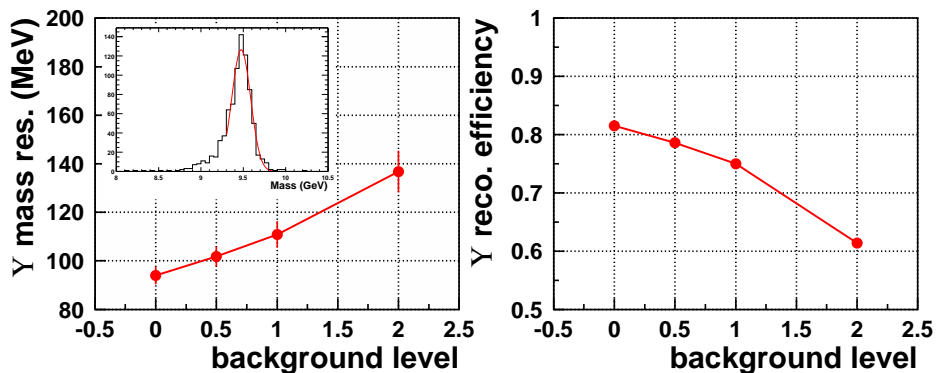 Υ mass res. (MeV)
200
180
160
140
120
100
80
-0.5 0 0.5 1 1.5 2 2.5
background level
140
120
100
80
60
40
20
0
8 8.5 9 9.5 10 10.5
Mass (GeV)
Υ reco. efficiency
1
0.9
0.8
0.7
0.6
0.5
-0.5 0 0.5 1 1.5 2 2.5
background level